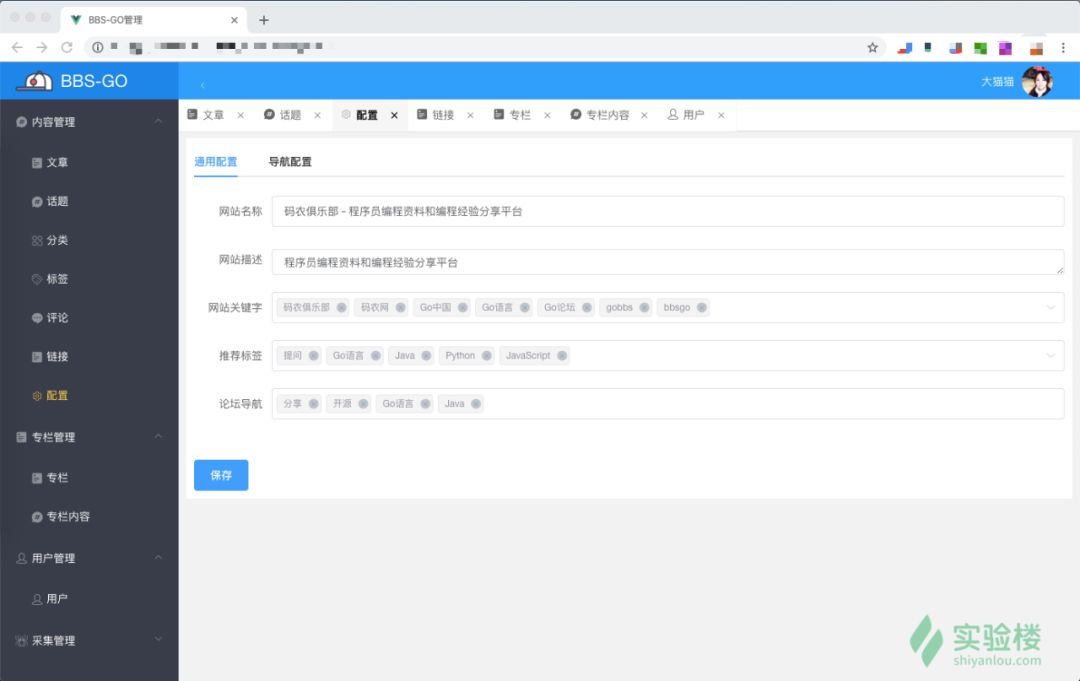 BBS-GO管理
BBS-GO
大猫猫
文章 话题 配置 链接 专栏 专栏内容 用户
内容管理
文章
话题
分类
标签
评论
链接
配置
专栏管理
专栏
专栏内容
用户管理
用户
采集管理
通用配置 导航配置
网站名称 码农俱乐部 - 程序员编程资料和编程经验分享平台
网站描述 程序员编程资料和编程经验分享平台
网站关键字 码农俱乐部 码农网 Go中国 Go语言 Go论坛 gobbs bbsgo
推荐标签 提问 Go语言 Java Python JavaScript
论坛导航 分享 开源 Go语言 Java
保存
实验楼
shiyanlou.com